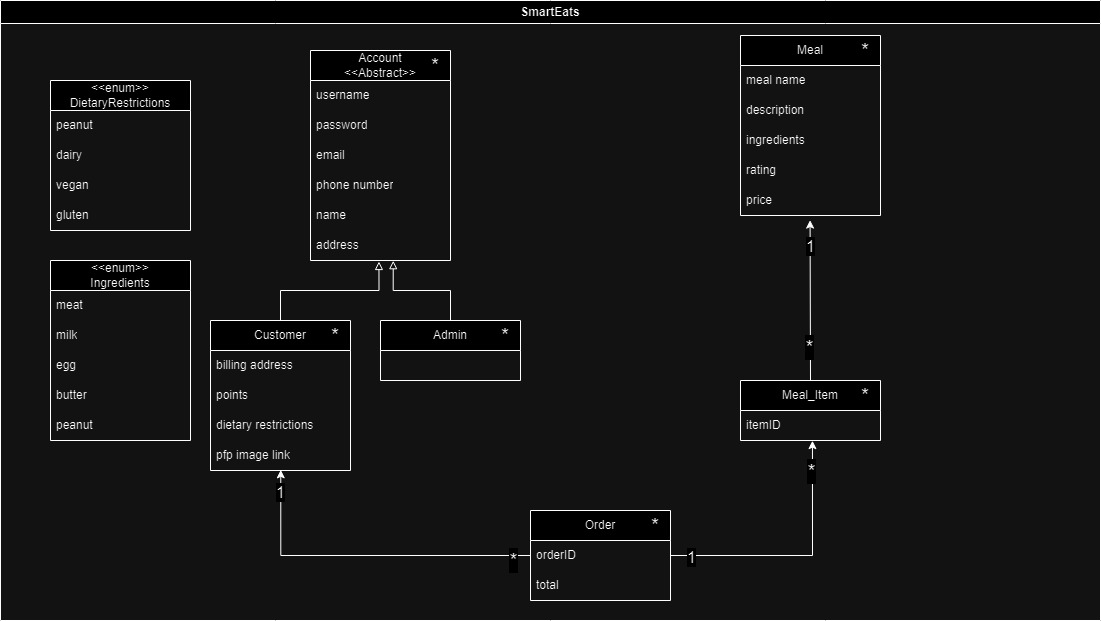 SmartEats
<<enum>>
DietaryRestrictions
peanut
dairy
vegan
gluten
<<enum>>
Ingredients
meat
milk
egg
butter
peanut
Account *
<<Abstract>>
username
password
email
phone number
name
address
Customer *
billing address
points
dietary restrictions
pfp image link
1
Admin *
Meal *
meal name
description
ingredients
rating
price
1
*
Meal_Item *
itemID
*
Order *
* orderID 1
total